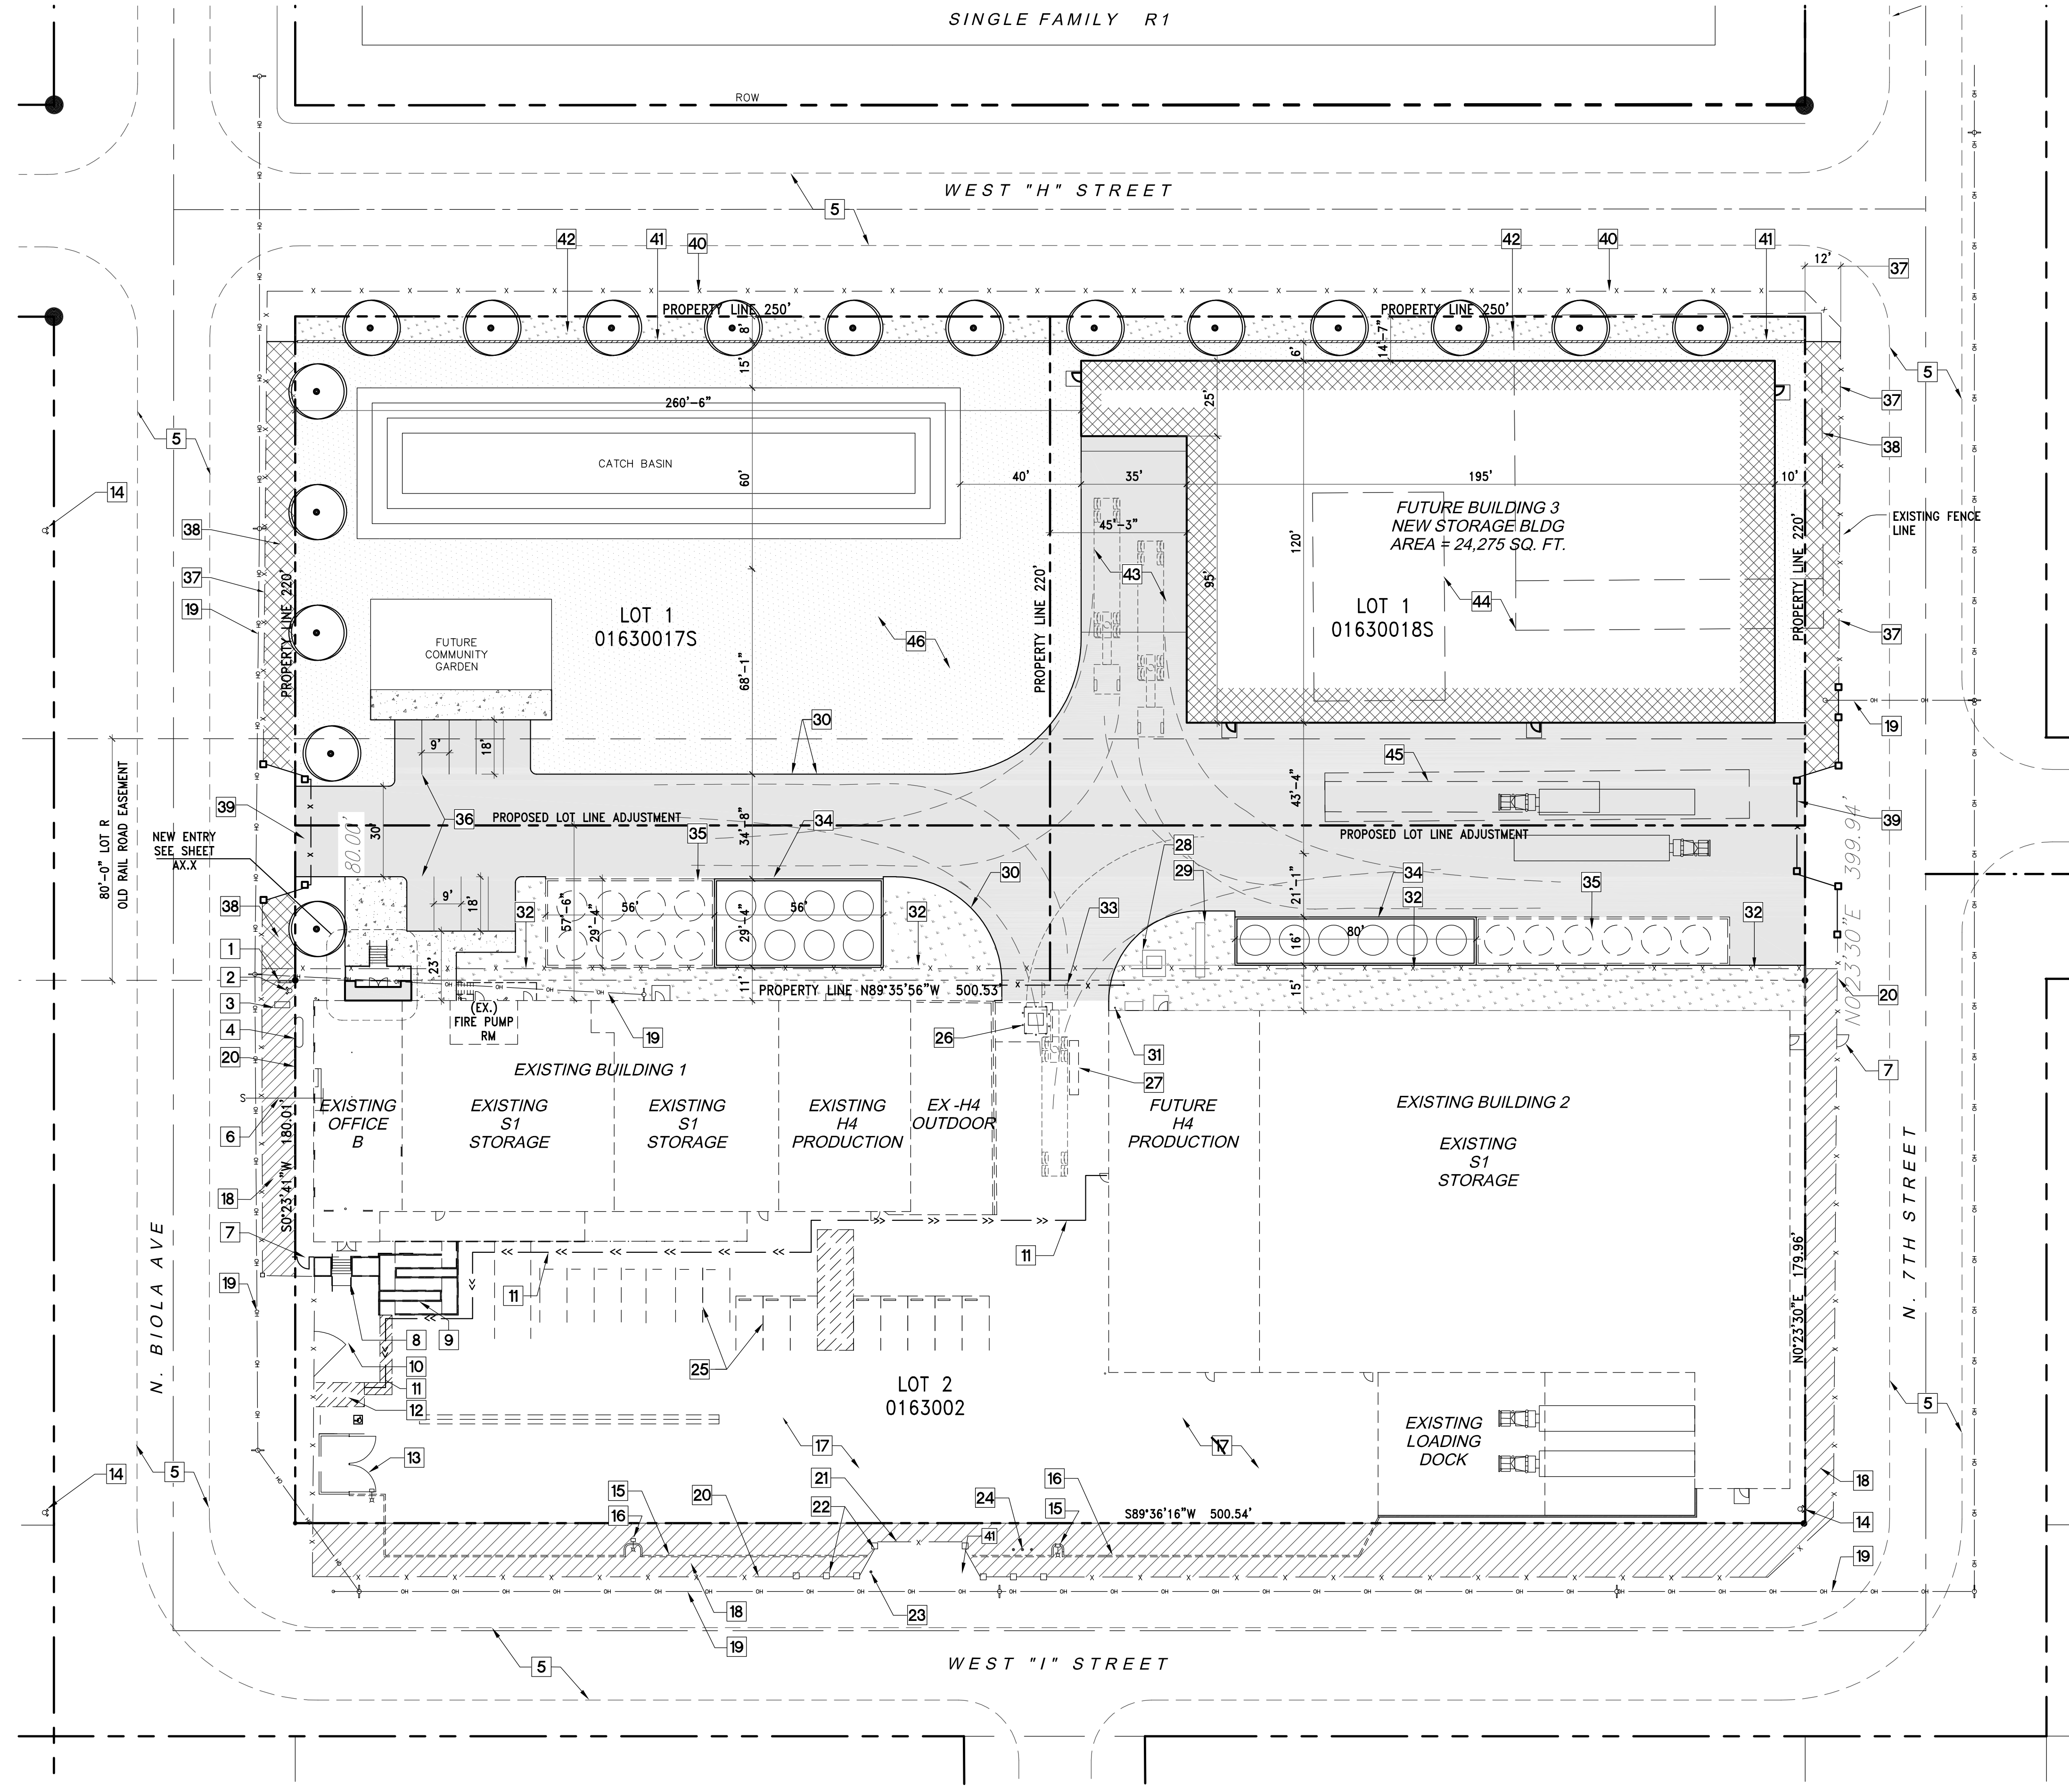 SINGLE FAMILY R1
ROW
WEST "H" STREET
5
42
41
40
42
40
41
12'
37
PROPERTY LINE 250'
PROPERTY LINE 250'
8'
15'
6'
14'-7"
5
37
38
260'-6"
25'
5
CATCH BASIN
60'
40'
35'
195'
10'
14
45'-3"
FUTURE BUILDING 3
NEW STORAGE BLDG
AREA = 24,275 SQ. FT.
EXISTING FENCE
LINE
38
37
19
120'
95'
43
44
PROPERTY LINE 220'
PROPERTY LINE 220'
PROPERTY LINE 220'
LOT 1
01630017S
46
LOT 1
01630018S
37
FUTURE
COMMUNITY
GARDEN
68'-1"
30
9'
18'
19
45
43'-4"
80'-0" LOT R
OLD RAIL ROAD EASEMENT
39
36
PROPOSED LOT LINE ADJUSTMENT
35
34
PROPOSED LOT LINE ADJUSTMENT
39
NEW ENTRY
SEE SHEET
AX.X
30'
80.00'
34'-8"
28
29
30
34
35
21'-1"
N0°23'30"E 399.94'
38
9'
18'
32
57'-6"
29'-4"
56'
29'-4"
56'
32
33
32
32
80'
16'
1
2
3
4
20
23'
11'
PROPERTY LINE N89°35'56"W 500.53'
15'
20
(EX.)
FIRE PUMP
RM
19
26
31
27
7
EXISTING BUILDING 1
EXISTING
OFFICE
B
EXISTING
S1
STORAGE
EXISTING
S1
STORAGE
EXISTING
H4
PRODUCTION
EX -H4
OUTDOOR
FUTURE
H4
PRODUCTION
EXISTING BUILDING 2
EXISTING
S1
STORAGE
S
6
18
S0°23'41"W 180.01'
7
19
11
11
N0°23'30"E 179.96'
N. BIOLA AVE
N. 7TH STREET
8
9
10
11
12
25
LOT 2
0163002
5
EXISTING
LOADING
DOCK
13
17
17
14
5
15
16
20
21
22
24
41
15
16
S89°36'16"W 500.54'
18
14
19
18
23
19
5
WEST "I" STREET